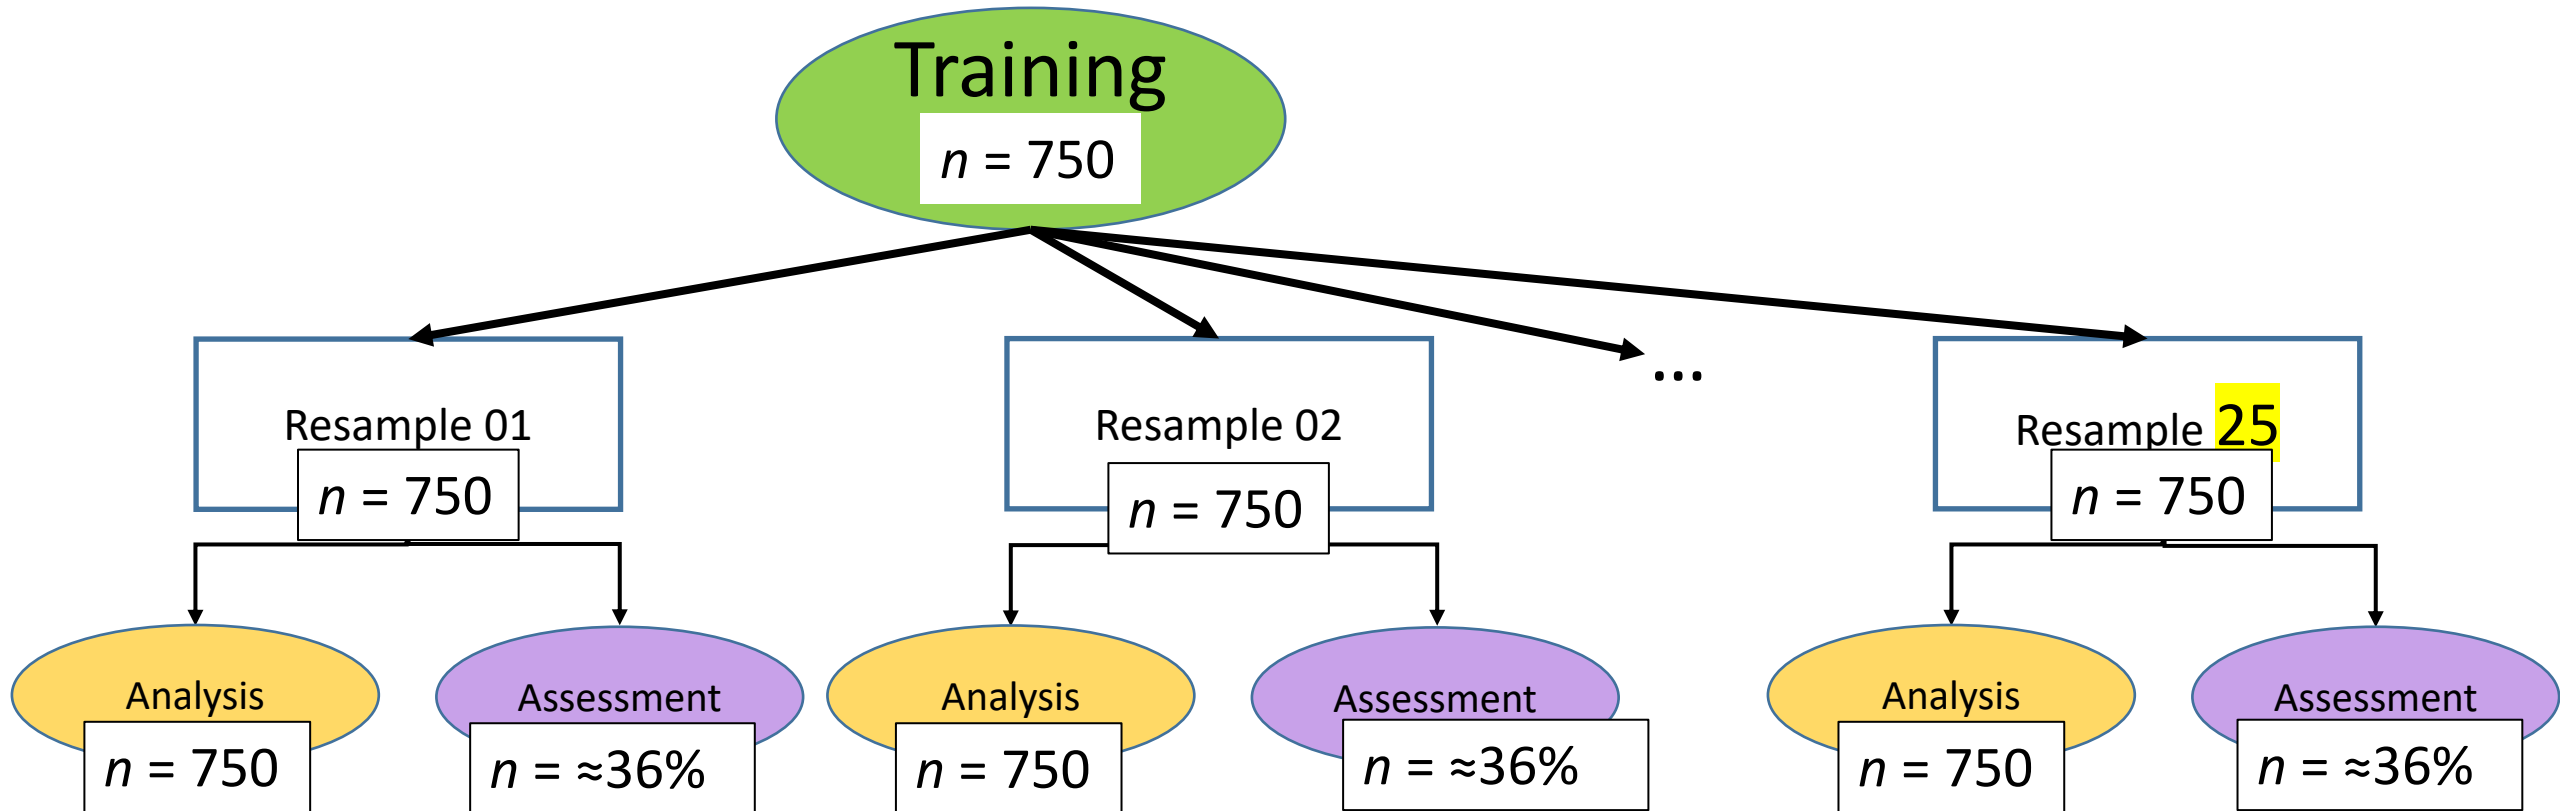 Training
n = 750
...
Resample 01
n = 750
Resample 02
n = 750
Resample 25
n = 750
Analysis
n = 750
Assessment
n = ≈36%
Analysis
n = 750
Assessment
n = ≈36%
Analysis
n = 750
Assessment
n = ≈36%